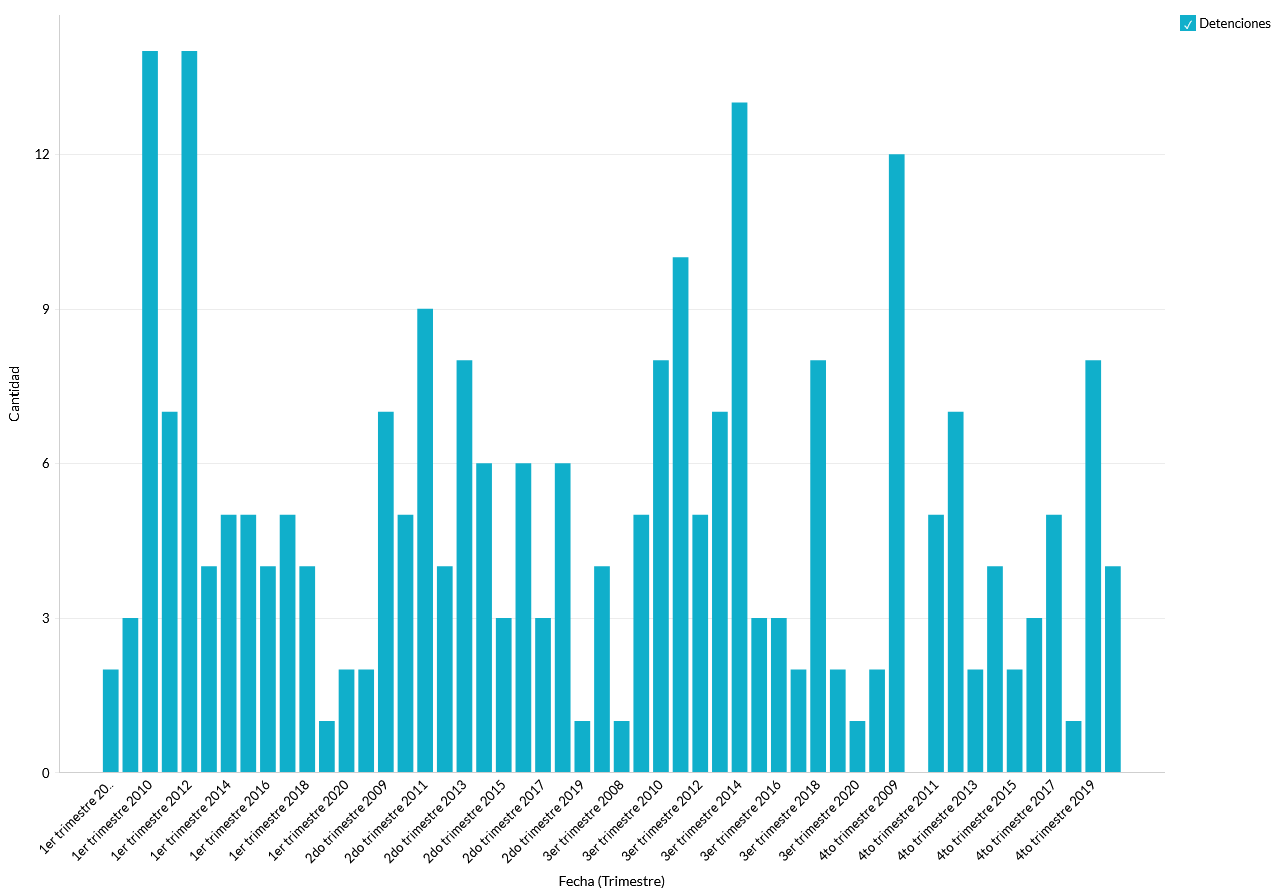 Detenciones
12
9
6
3
0
Cantidad
1er trimestre 20..
1er trimestre 2010
1er trimestre 2012
1er trimestre 2014
1er trimestre 2016
1er trimestre 2018
1er trimestre 2020
2do trimestre 2009
2do trimestre 2011
2do trimestre 2013
2do trimestre 2015
2do trimestre 2017
2do trimestre 2019
3er trimestre 2008
3er trimestre 2010
3er trimestre 2012
3er trimestre 2014
3er trimestre 2016
3er trimestre 2018
3er trimestre 2020
4to trimestre 2009
4to trimestre 2011
4to trimestre 2013
4to trimestre 2015
4to trimestre 2017
4to trimestre 2019
Fecha (Trimestre)